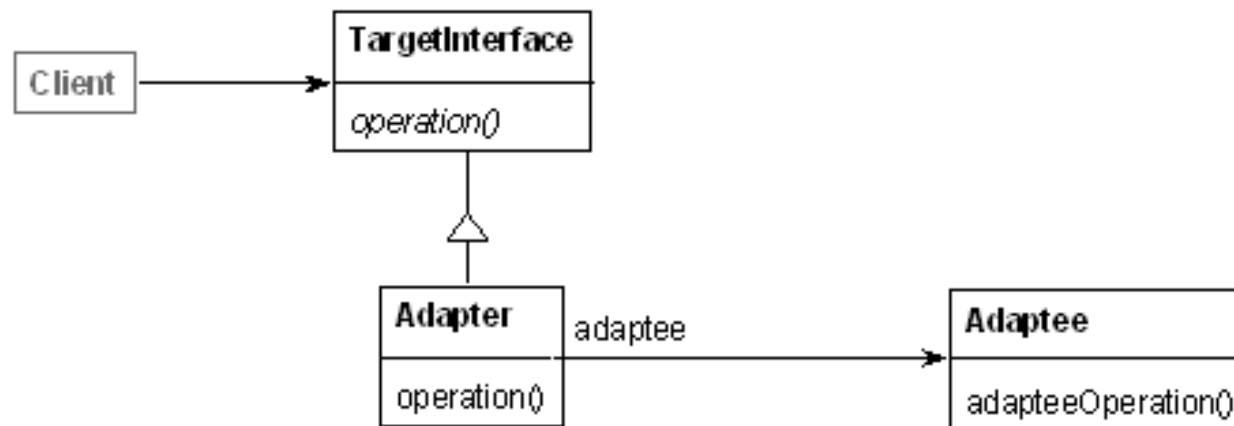 TargetInterface
Client
operation()
Adapter
adaptee
Adaptee
operation()
adapteeOperation()